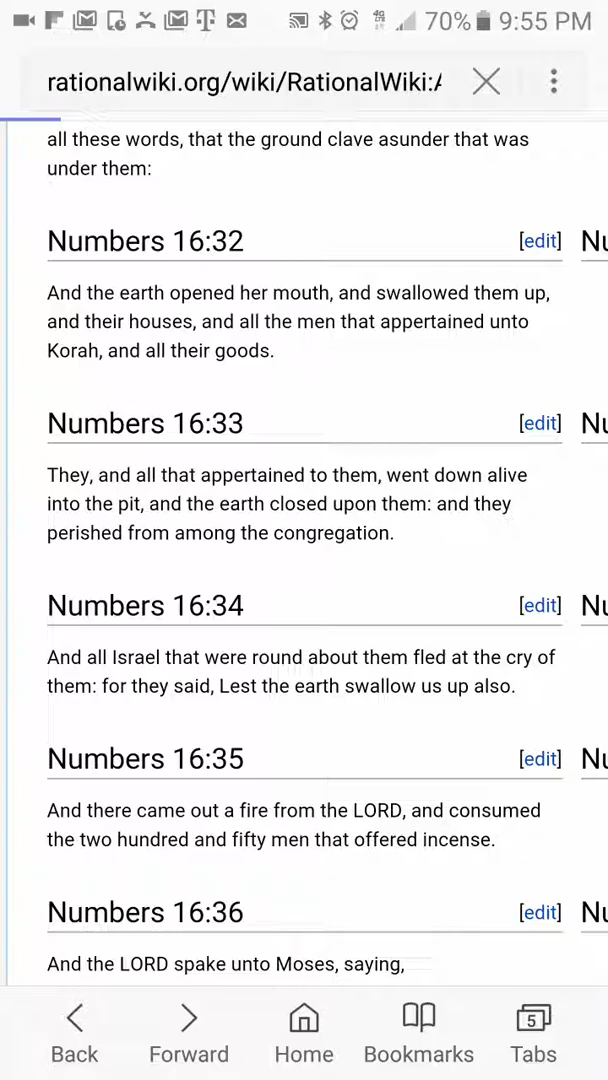 70% 9:55 PM
rationalwiki.org/wiki/RationalWiki:
all these words, that the ground clave asunder that was
under them:
Numbers 16:32 [edit] Nu
And the earth opened her mouth, and swallowed them up,
and their houses, and all the men that appertained unto
Korah, and all their goods.
Numbers 16:33 [edit] Nu
They, and all that appertained to them, went down alive
into the pit, and the earth closed upon them: and they
perished from among the congregation.
Numbers 16:34 [edit] Nu
And all Israel that were round about them fled at the cry of
them: for they said, Lest the earth swallow us up also.
Numbers 16:35 [edit] Nu
And there came out a fire from the LORD, and consumed
the two hundred and fifty men that offered incense.
Numbers 16:36 [edit] Nu
And the LORD spake unto Moses, saying,
5
Back Forward Home Bookmarks Tabs